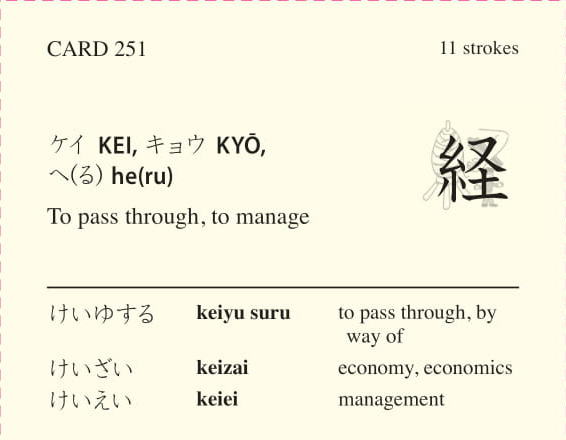 CARD 251
11 strokes
ケイ KEI, キョウ KYŌ,
へ(る) he(ru)
経
To pass through, to manage
けいゆする keiyu suru to pass through, by
way of
けいざい keizai economy, economics
けいえい keiei management